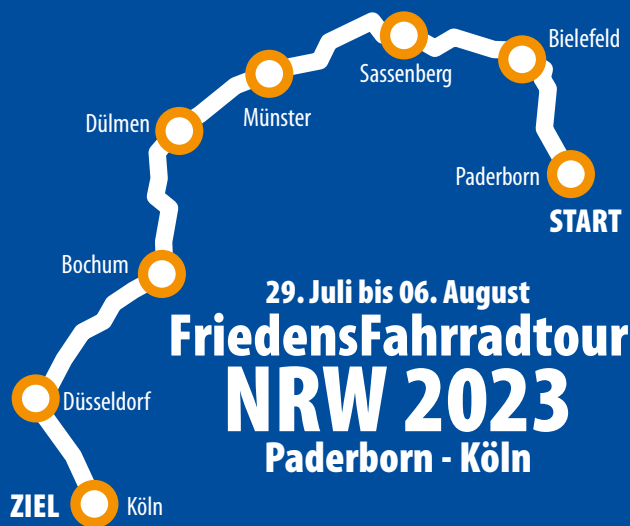 Bielefeld
Sassenberg
Münster
Dülmen
Paderborn
START
Bochum
29. Juli bis 06. August
FriedensFahrradtour
NRW 2023
Paderborn - Köln
Düsseldorf
ZIEL Köln